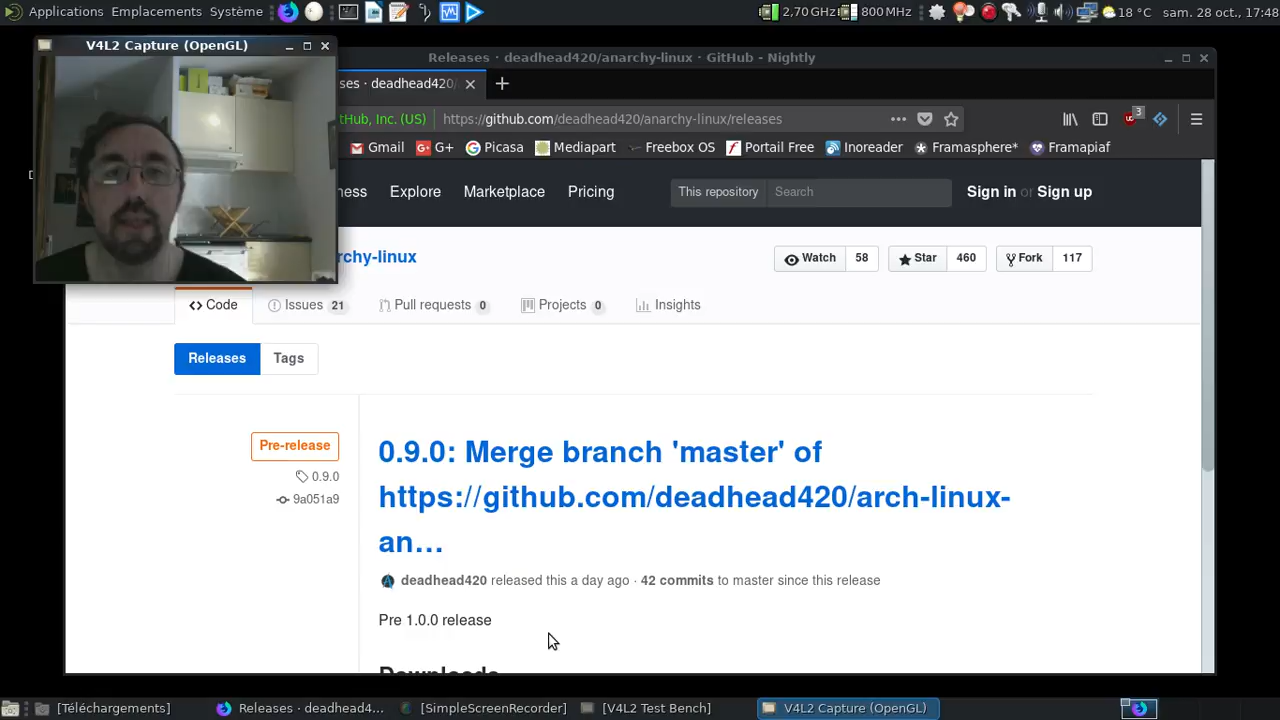 Applications Emplacements Système
2,70 GHz 800 MHz 18 °C sam. 28 oct., 17:48
V4L2 Capture (OpenGL)
Releases · deadhead420/anarchy-linux · GitHub - Nightly
ses · deadhead420/
tHub, Inc. (US) https://github.com/deadhead420/anarchy-linux/releases 3
Gmail G+ Picasa Mediapart Freebox OS Portail Free Inoreader Framasphere* Framapiaf
ness Explore Marketplace Pricing This repository Search Sign in or Sign up
rchy-linux Watch 58 Star 460 Fork 117
Code Issues 21 Pull requests 0 Projects 0 Insights
Releases Tags
Pre-release
0.9.0
9a051a9
0.9.0: Merge branch 'master' of
https://github.com/deadhead420/arch-linux-
an…
deadhead420 released this a day ago · 42 commits to master since this release
Pre 1.0.0 release
Downloads
[Téléchargements] Releases · deadhead4... [SimpleScreenRecorder] [V4L2 Test Bench] V4L2 Capture (OpenGL)